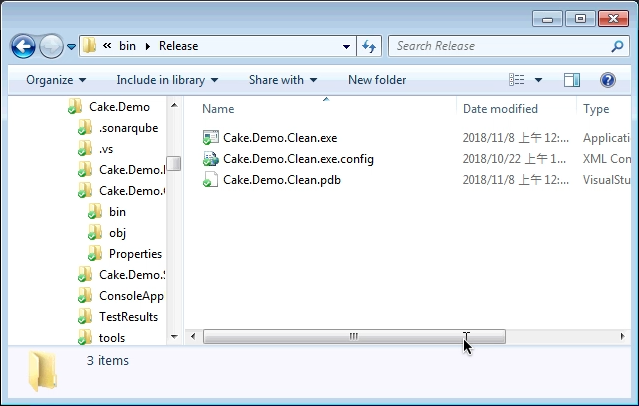 bin Release
Search Release
Organize Include in library Share with New folder
Name Date modified Type
Cake.Demo
.sonarqube
.vs
Cake.Demo.
Cake.Demo.
bin
obj
Properties
Cake.Demo.
ConsoleApp
TestResults
tools
Cake.Demo.Clean.exe 2018/11/8 上午 12:... Applicati
Cake.Demo.Clean.exe.config 2018/10/22 上午 1... XML Con
Cake.Demo.Clean.pdb 2018/11/8 上午 12:... VisualStu
3 items